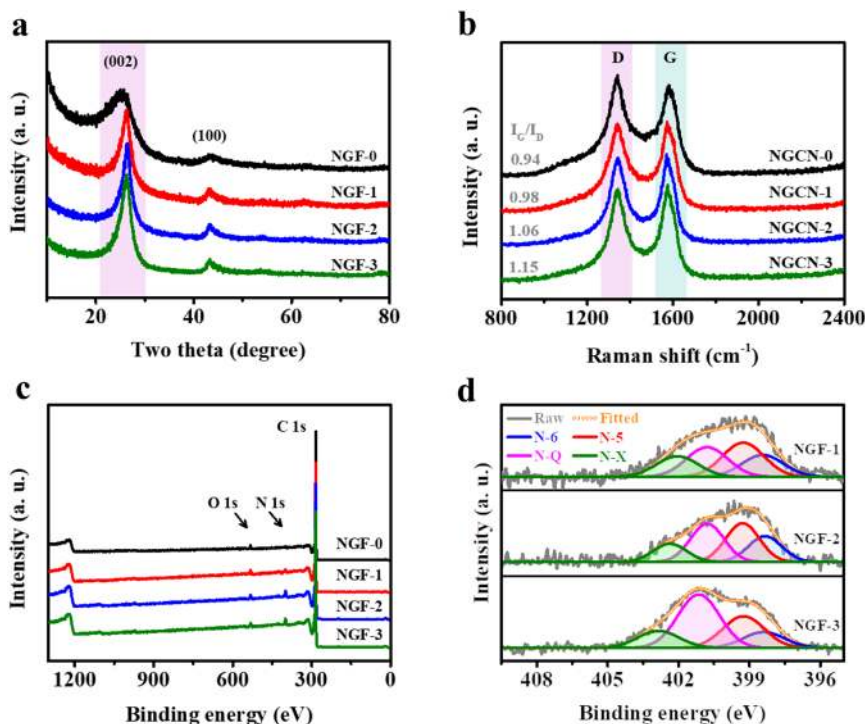 a
(002)
(100)
NGF-0
NGF-1
NGF-2
NGF-3
Intensity (a. u.)
20 40 60 80
Two theta (degree)
b
D G
I_G/I_D
0.94
NGCN-0
0.98
NGCN-1
1.06
NGCN-2
1.15
NGCN-3
Intensity (a. u.)
800 1200 1600 2000 2400
Raman shift (cm⁻¹)
c
C 1s
O 1s N 1s
NGF-0
NGF-1
NGF-2
NGF-3
Intensity (a. u.)
1200 900 600 300 0
Binding energy (eV)
d
Raw Fitted
N-6 N-5
N-Q N-X
NGF-1
NGF-2
NGF-3
Intensity (a. u.)
408 405 402 399 396
Binding energy (eV)